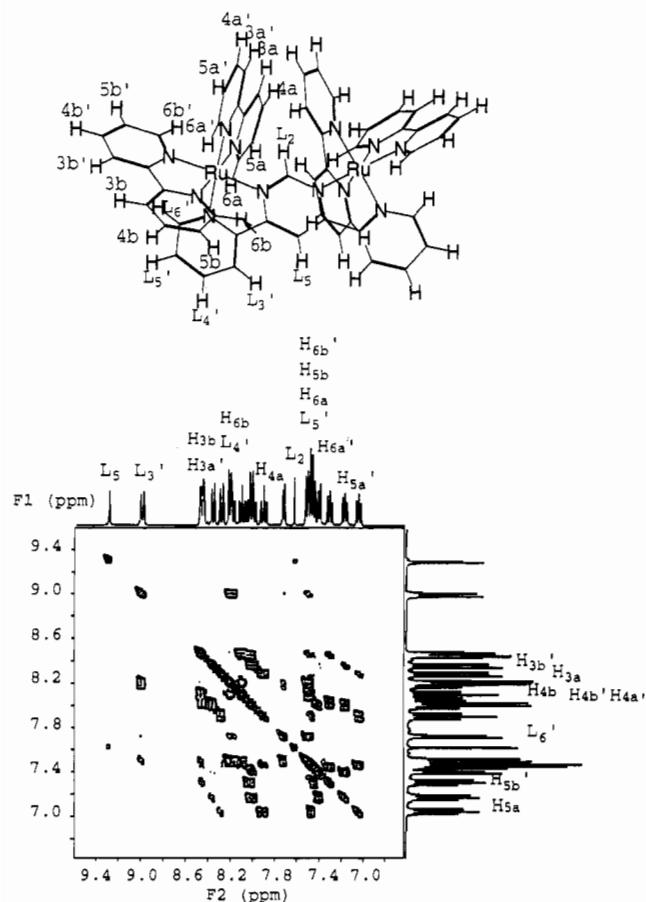 4a'
H 3a'
H 3a H
5a'
5b' H
4b' H 6b' H
4a
L2
3b' H
6a'
5a
3b
Ru N Ru
6a
L6'
4b H
5b
6b
L5' H L5
L3'
L4'
H6b'
H5b
H6a
L5'
H6b
H3b L4' L2 H6a'
L5 L3' H3a' H4a H5a'
F1 (ppm)
9.4
9.0
8.6
8.2
7.8
7.4
7.0
H3b' H3a
H4b H4b' H4a'
L6'
H5b'
H5a
9.4 9.0 8.6 8.2 7.8 7.4 7.0
F2 (ppm)